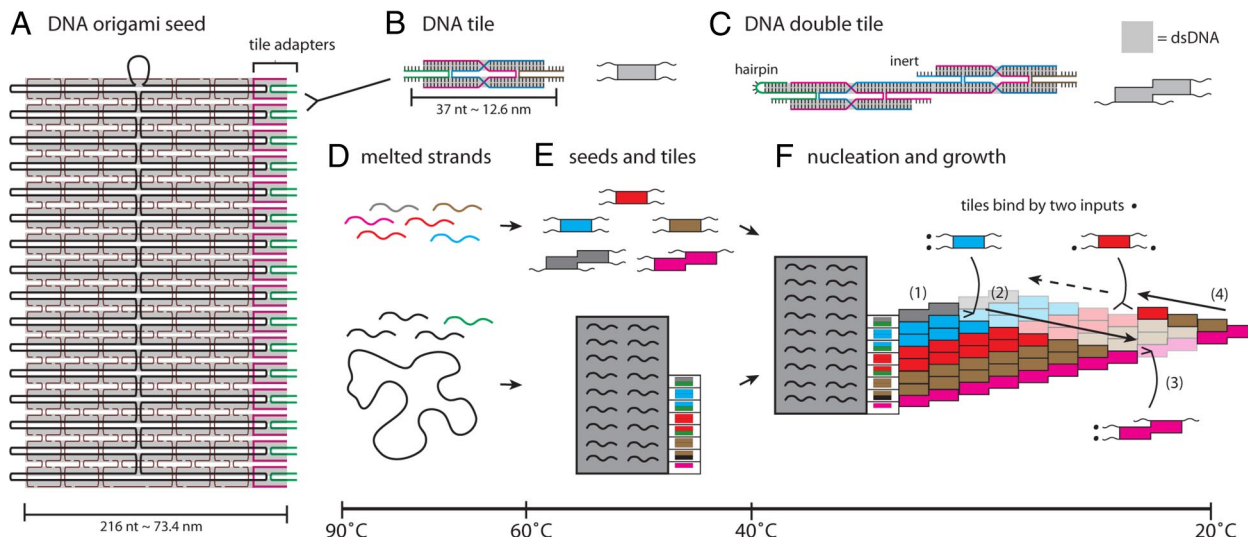 A DNA origami seed
tile adapters
216 nt ~ 73.4 nm
B DNA tile
37 nt ~ 12.6 nm
C DNA double tile
hairpin
inert
= dsDNA
D melted strands
E seeds and tiles
F nucleation and growth
tiles bind by two inputs •
(1)
(2)
(4)
(3)
90°C
60°C
40°C
20°C